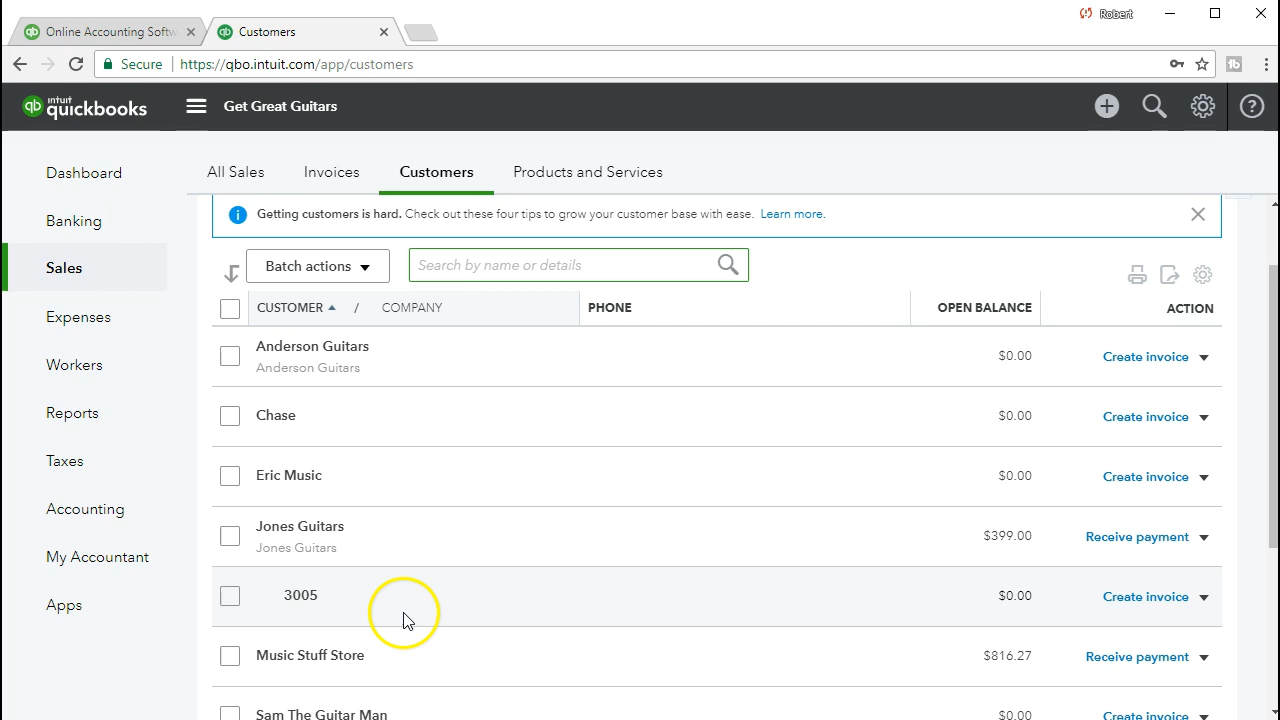 Online Accounting Softw
Customers
Robert
Secure
https://qbo.intuit.com/app/customers
intuit
quickbooks
Get Great Guitars
Dashboard
Banking
Sales
Expenses
Workers
Reports
Taxes
Accounting
My Accountant
Apps
All Sales
Invoices
Customers
Products and Services
Getting customers is hard. Check out these four tips to grow your customer base with ease. Learn more.
Batch actions
Search by name or details
CUSTOMER / COMPANY PHONE OPEN BALANCE ACTION
Anderson Guitars $0.00 Create invoice
Anderson Guitars
Chase $0.00 Create invoice
Eric Music $0.00 Create invoice
Jones Guitars $399.00 Receive payment
Jones Guitars
3005 $0.00 Create invoice
Music Stuff Store $816.27 Receive payment
Sam The Guitar Man $0.00 Create invoice